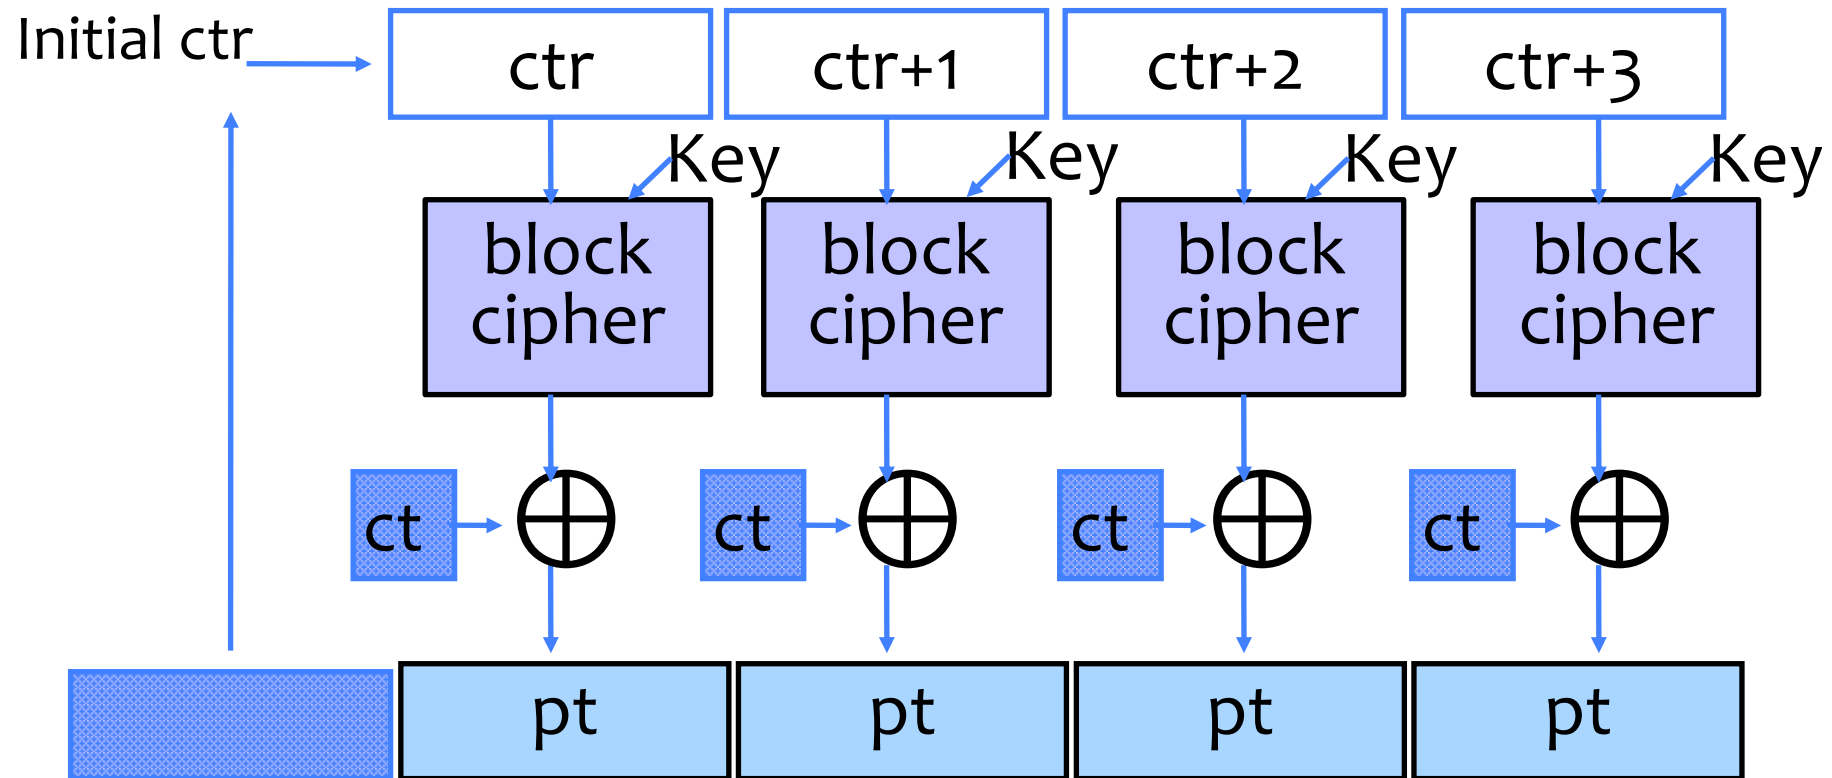 Initial ctr
ctr
ctr+1
ctr+2
ctr+3
Key
Key
Key
Key
block
cipher
block
cipher
block
cipher
block
cipher
ct
ct
ct
ct
pt
pt
pt
pt